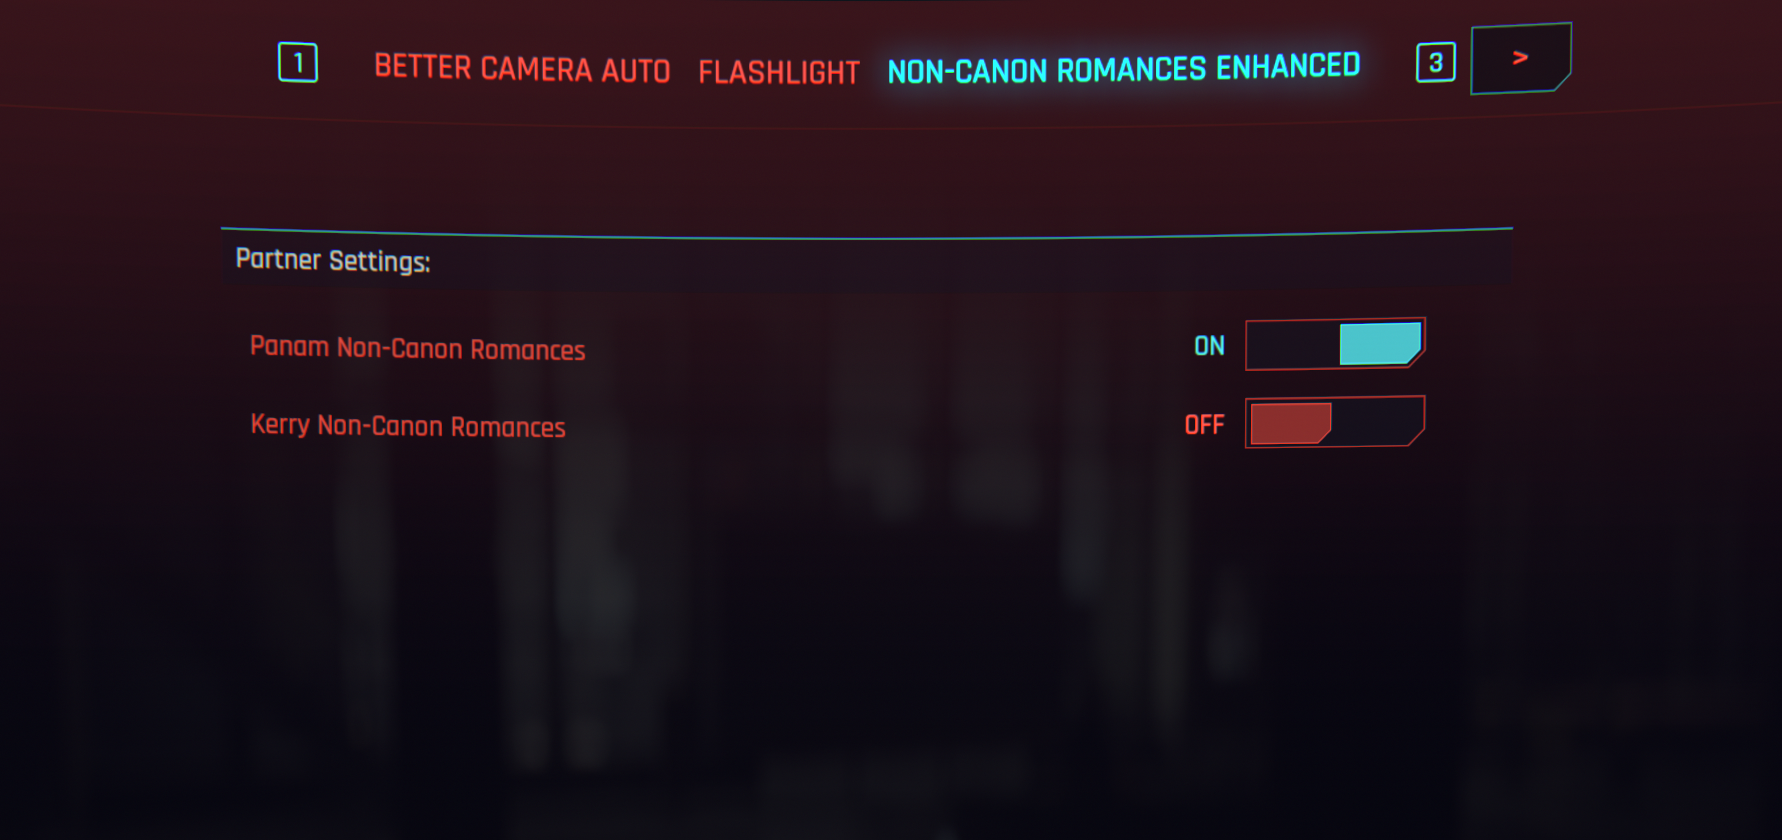 1 BETTER CAMERA AUTO FLASHLIGHT NON-CANON ROMANCES ENHANCED 3 >
Partner Settings:
Panam Non-Canon Romances ON
Kerry Non-Canon Romances OFF